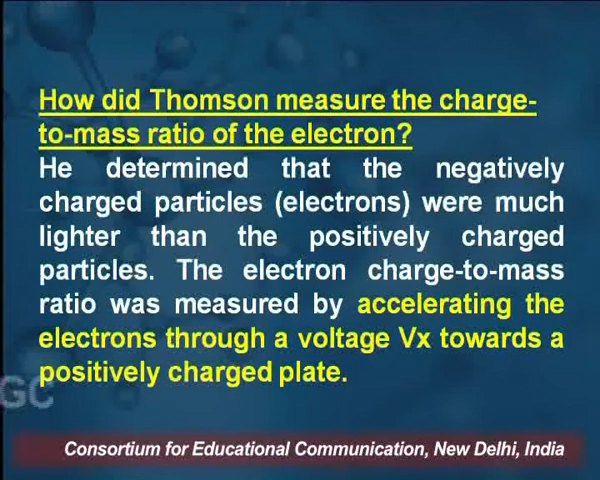 How did Thomson measure the charge-
to-mass ratio of the electron?
He determined that the negatively
charged particles (electrons) were much
lighter than the positively charged
particles. The electron charge-to-mass
ratio was measured by accelerating the
electrons through a voltage Vx towards a
positively charged plate.
GC
Consortium for Educational Communication, New Delhi, India